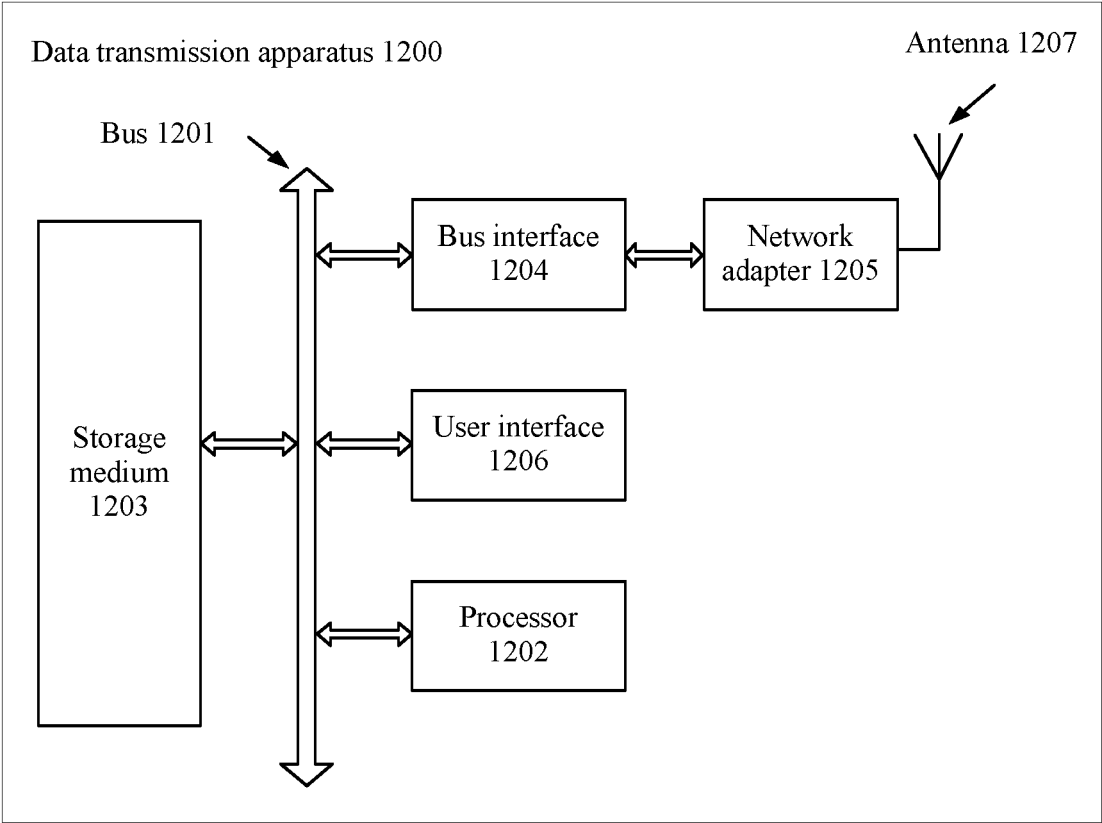 Data transmission apparatus 1200
Antenna 1207
Bus 1201
Bus interface
1204
Network
adapter 1205
Storage
medium
1203
User interface
1206
Processor
1202